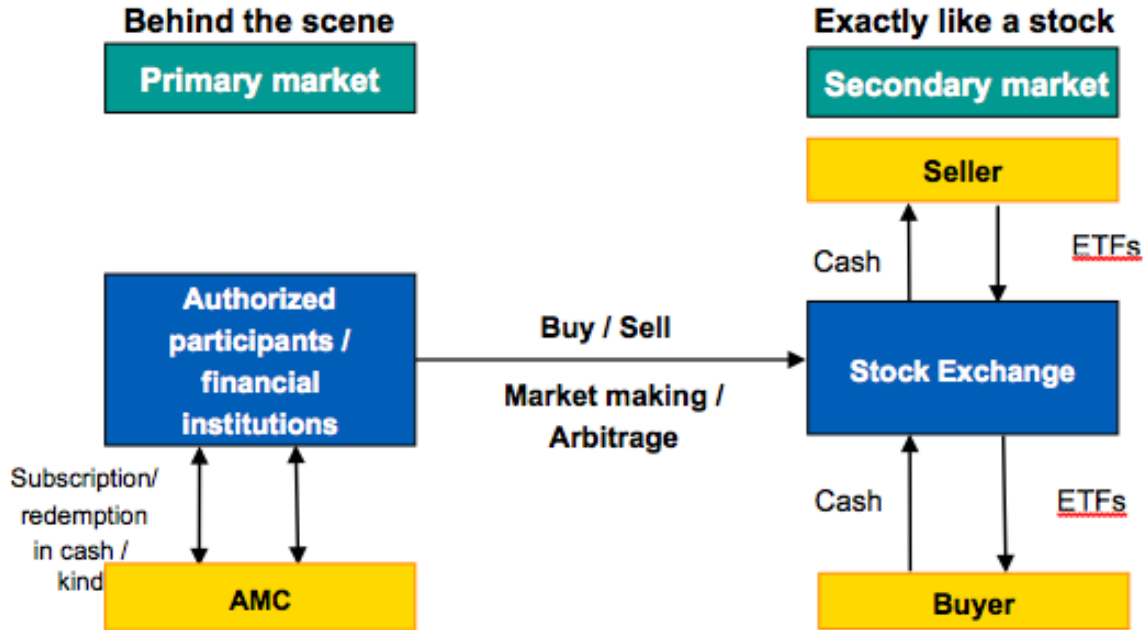 Behind the scene
Primary market
Authorized
participants /
financial
institutions
Subscription/
redemption
in cash /
kind
AMC
Buy / Sell
Market making /
Arbitrage
Exactly like a stock
Secondary market
Seller
Cash
ETFs
Stock Exchange
Cash
ETFs
Buyer